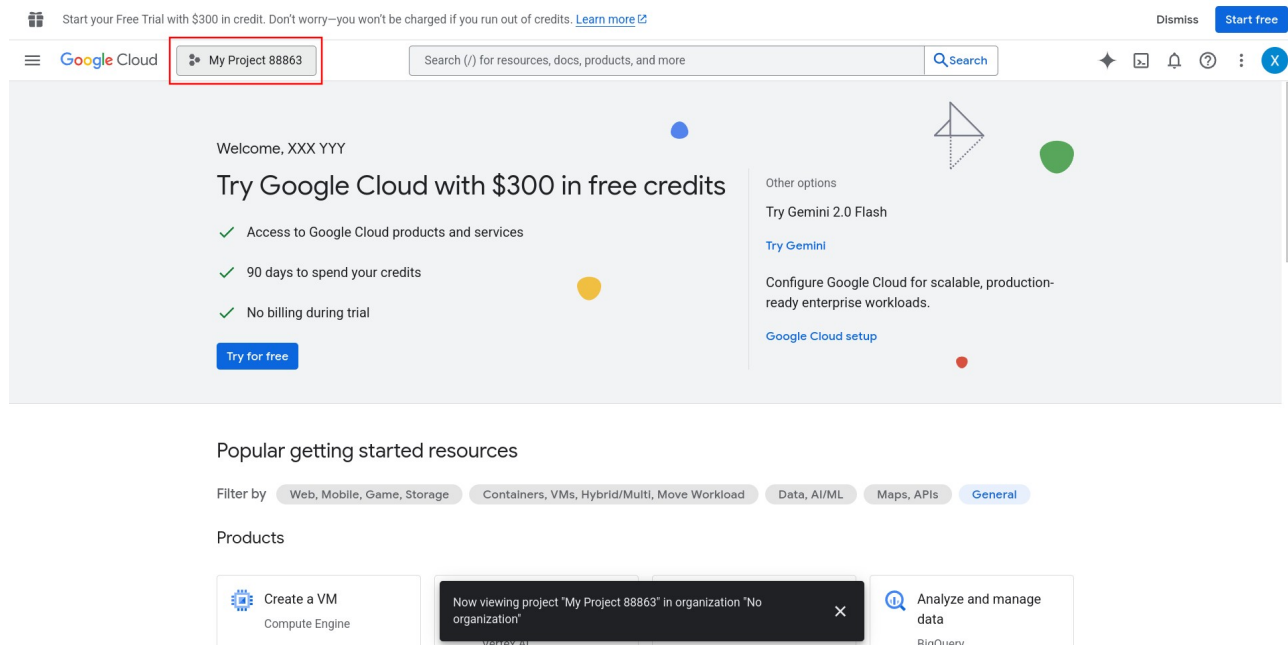 Start your Free Trial with $300 in credit. Don't worry—you won't be charged if you run out of credits. Learn more
Dismiss
Start free
Google Cloud
My Project 88863
Search (/) for resources, docs, products, and more
Search
X
Welcome, XXX YYY
Try Google Cloud with $300 in free credits
Access to Google Cloud products and services
90 days to spend your credits
No billing during trial
Try for free
Other options
Try Gemini 2.0 Flash
Try Gemini
Configure Google Cloud for scalable, production-
ready enterprise workloads.
Google Cloud setup
Popular getting started resources
Filter by
Web, Mobile, Game, Storage
Containers, VMs, Hybrid/Multi, Move Workload
Data, AI/ML
Maps, APIs
General
Products
Create a VM
Compute Engine
Now viewing project "My Project 88863" in organization "No
organization"
Vertex AI
Analyze and manage
data
BigQuery